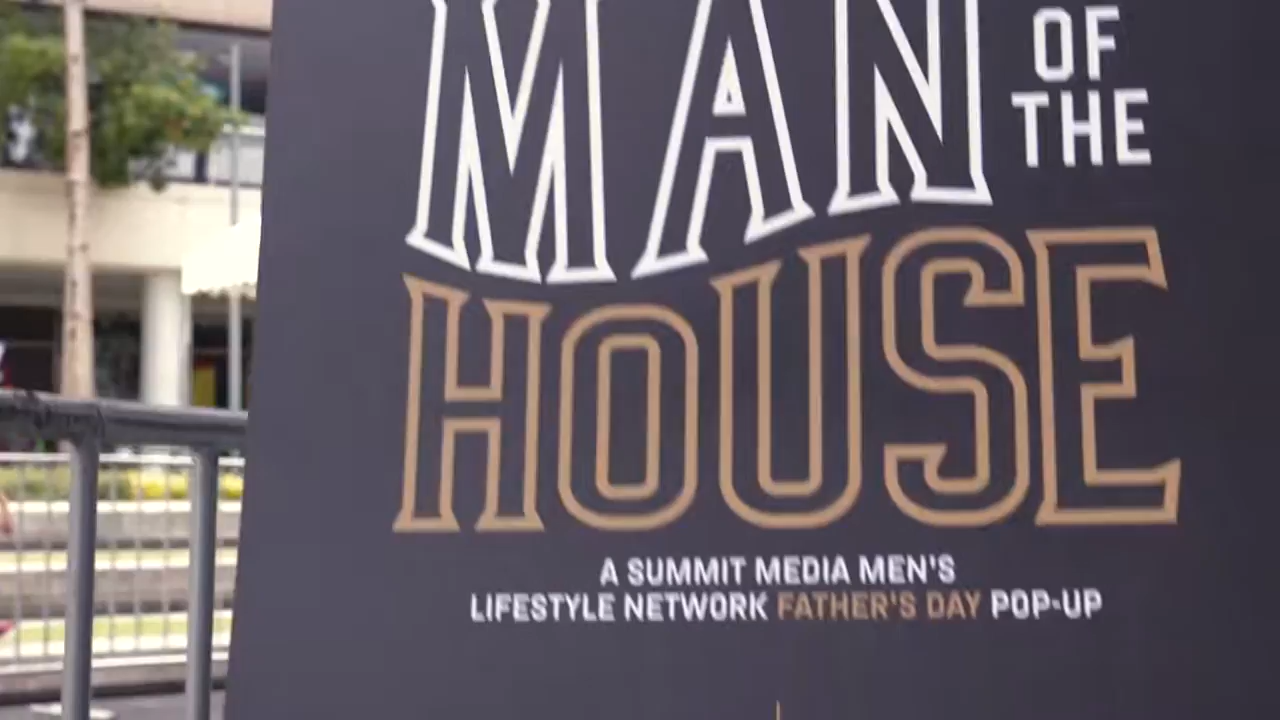 MAN OF THE
HOUSE
A SUMMIT MEDIA MEN'S
LIFESTYLE NETWORK FATHER'S DAY POP-UP